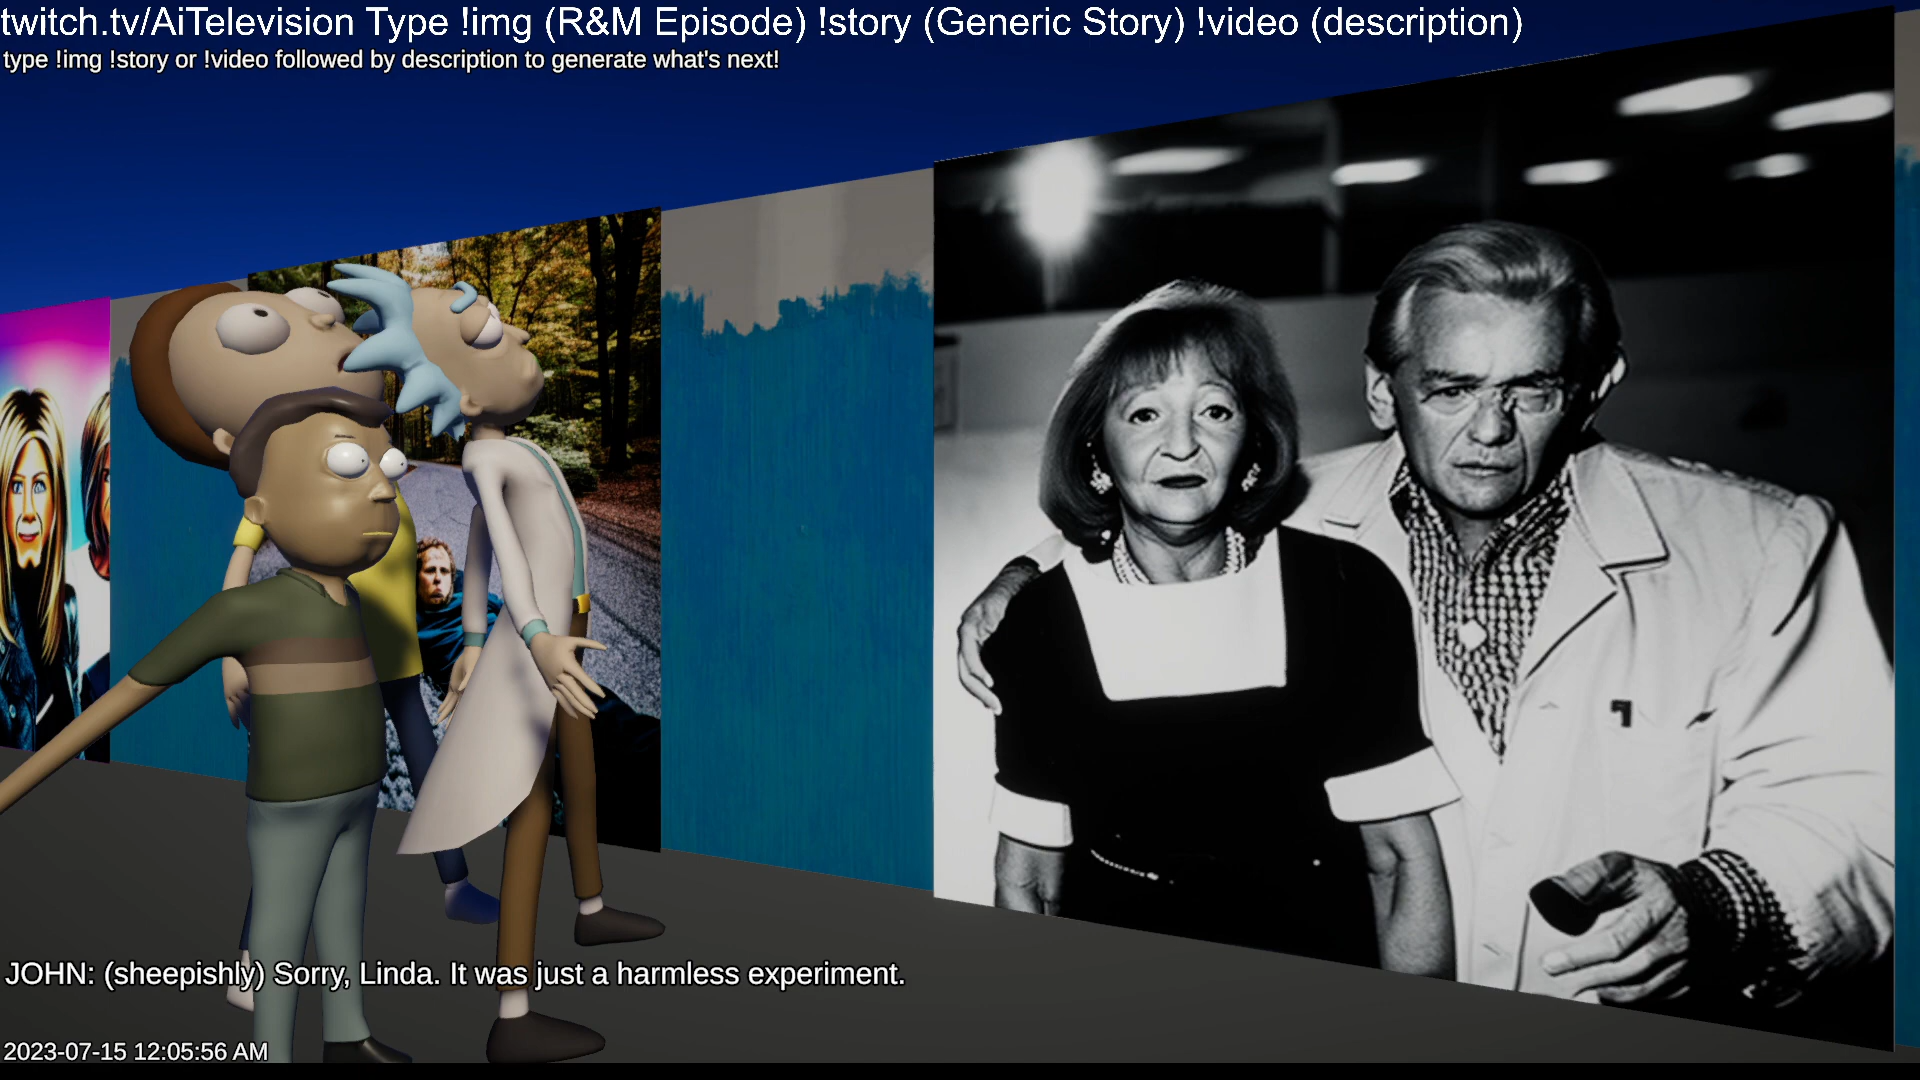 twitch.tv/AiTelevision Type !img (R&M Episode) !story (Generic Story) !video (description)
type !img !story or !video followed by description to generate what's next!
JOHN: (sheepishly) Sorry, Linda. It was just a harmless experiment.
2023-07-15 12:05:56 AM